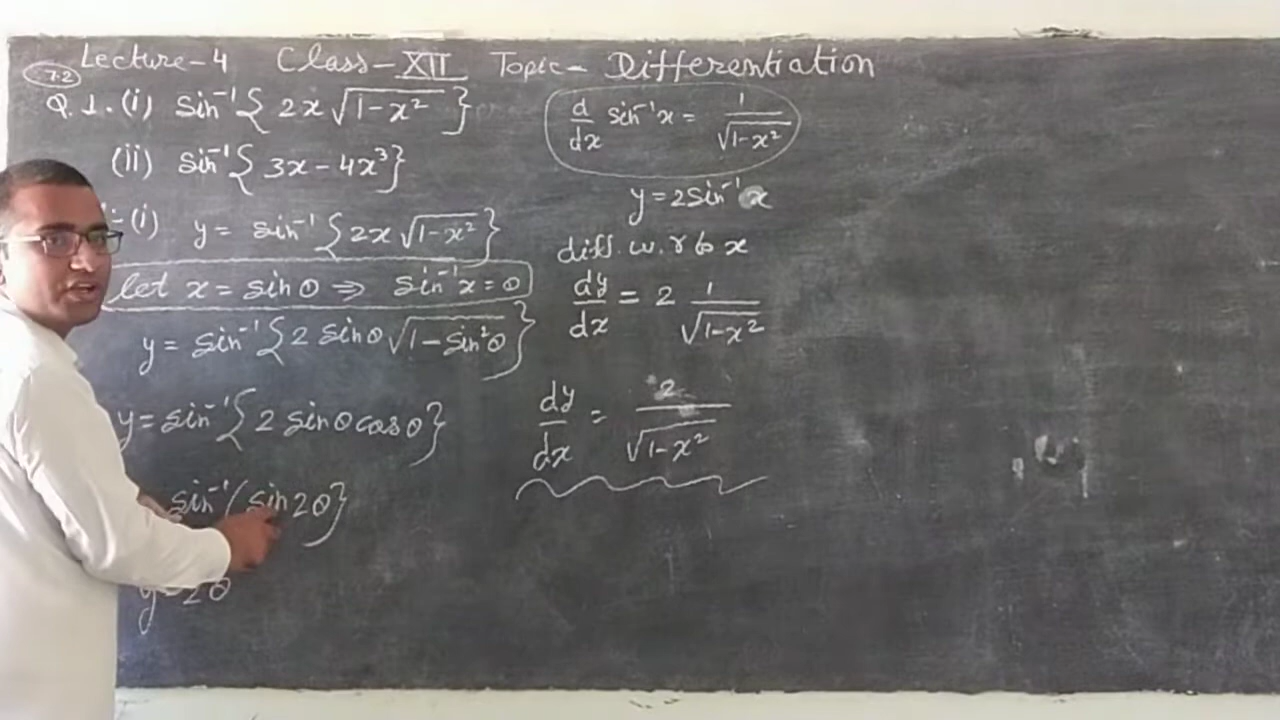 Lecture-4 Class-XII Topic- Differentiation
7.2
Q.1.(i) sin⁻¹{2x√1-x²}
(ii) sin⁻¹{3x-4x³}
:-(i) y = sin⁻¹{2x√1-x²}
let x = sinθ ⇒ sin⁻¹x=θ
y = sin⁻¹{2 sinθ√1-sin²θ}
y=sin⁻¹{2 sinθcosθ}
sin⁻¹(sin2θ}
y=2θ
d/dx sin⁻¹x = 1/√1-x²
y=2sin⁻¹x
diff. w.r to x
dy/dx = 2 1/√1-x²
dy/dx = 2/√1-x²